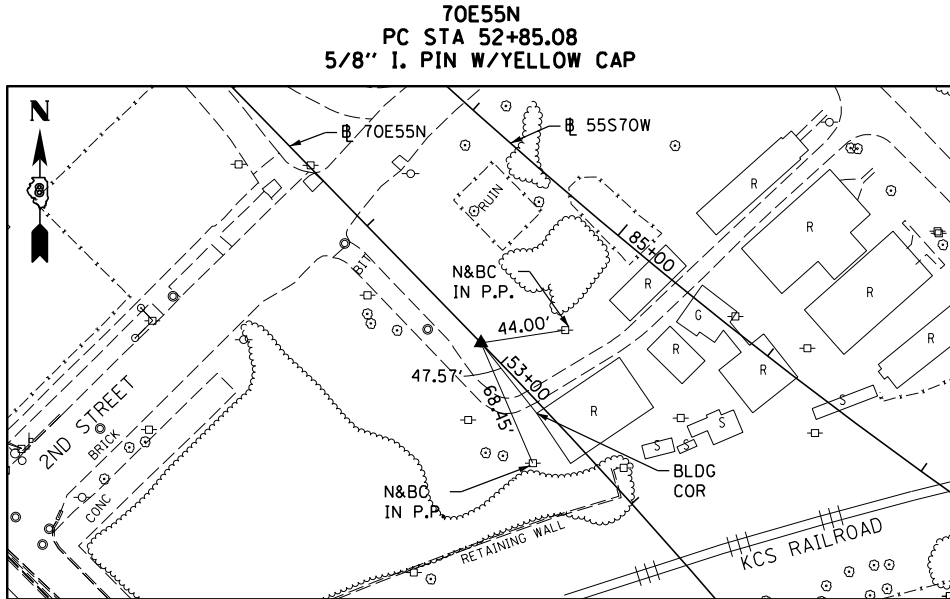 70E55N
PC STA 52+85.08
5/8" I. PIN W/YELLOW CAP
N
8
B 70E55N
B 55S70W
RUIN
R
R
85+00
BIT
N&BC
IN P.P.
R
R
44.00'
G
R
R
47.57'
53+00
68.45'
R
R
S
S
S
S
2ND STREET
BRICK
CONC
N&BC
IN P.P.
BLDG
COR
RETAINING WALL
KCS RAILROAD